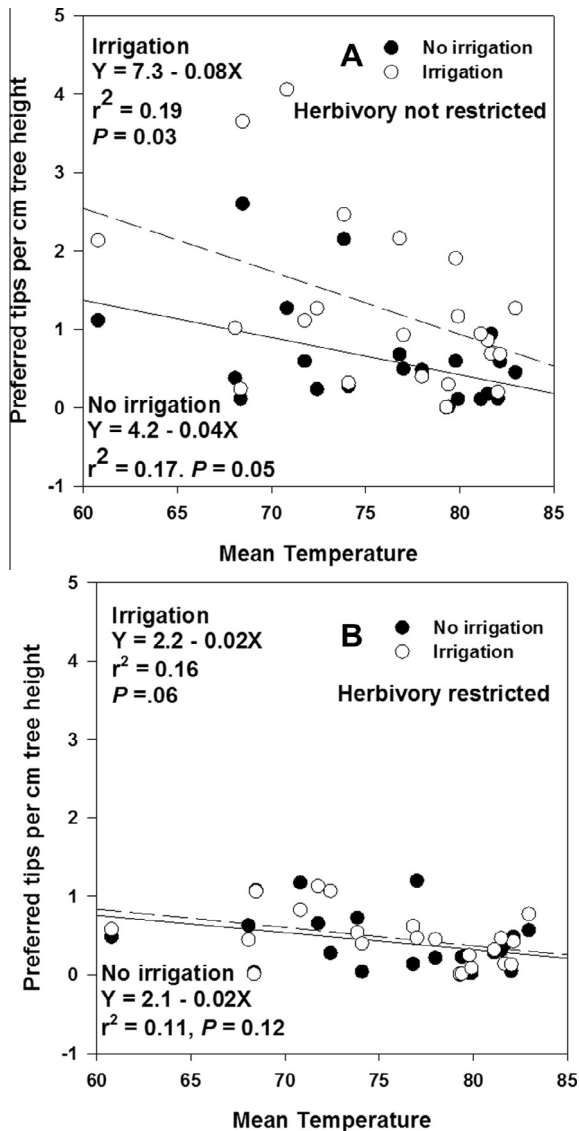 5
4
3
2
1
0
-1
Preferred tips per cm tree height
Irrigation
Y = 7.3 - 0.08X
r2 = 0.19
P = 0.03
A
No irrigation
Irrigation
Herbivory not restricted
No irrigation
Y = 4.2 - 0.04X
r2 = 0.17. P = 0.05
60 65 70 75 80 85
Mean Temperature
5
4
3
2
1
0
-1
Preferred tips per cm tree height
Irrigation
Y = 2.2 - 0.02X
r2 = 0.16
P =.06
B
No irrigation
Irrigation
Herbivory restricted
No irrigation
Y = 2.1 - 0.02X
r2 = 0.11, P = 0.12
60 65 70 75 80 85
Mean Temperature